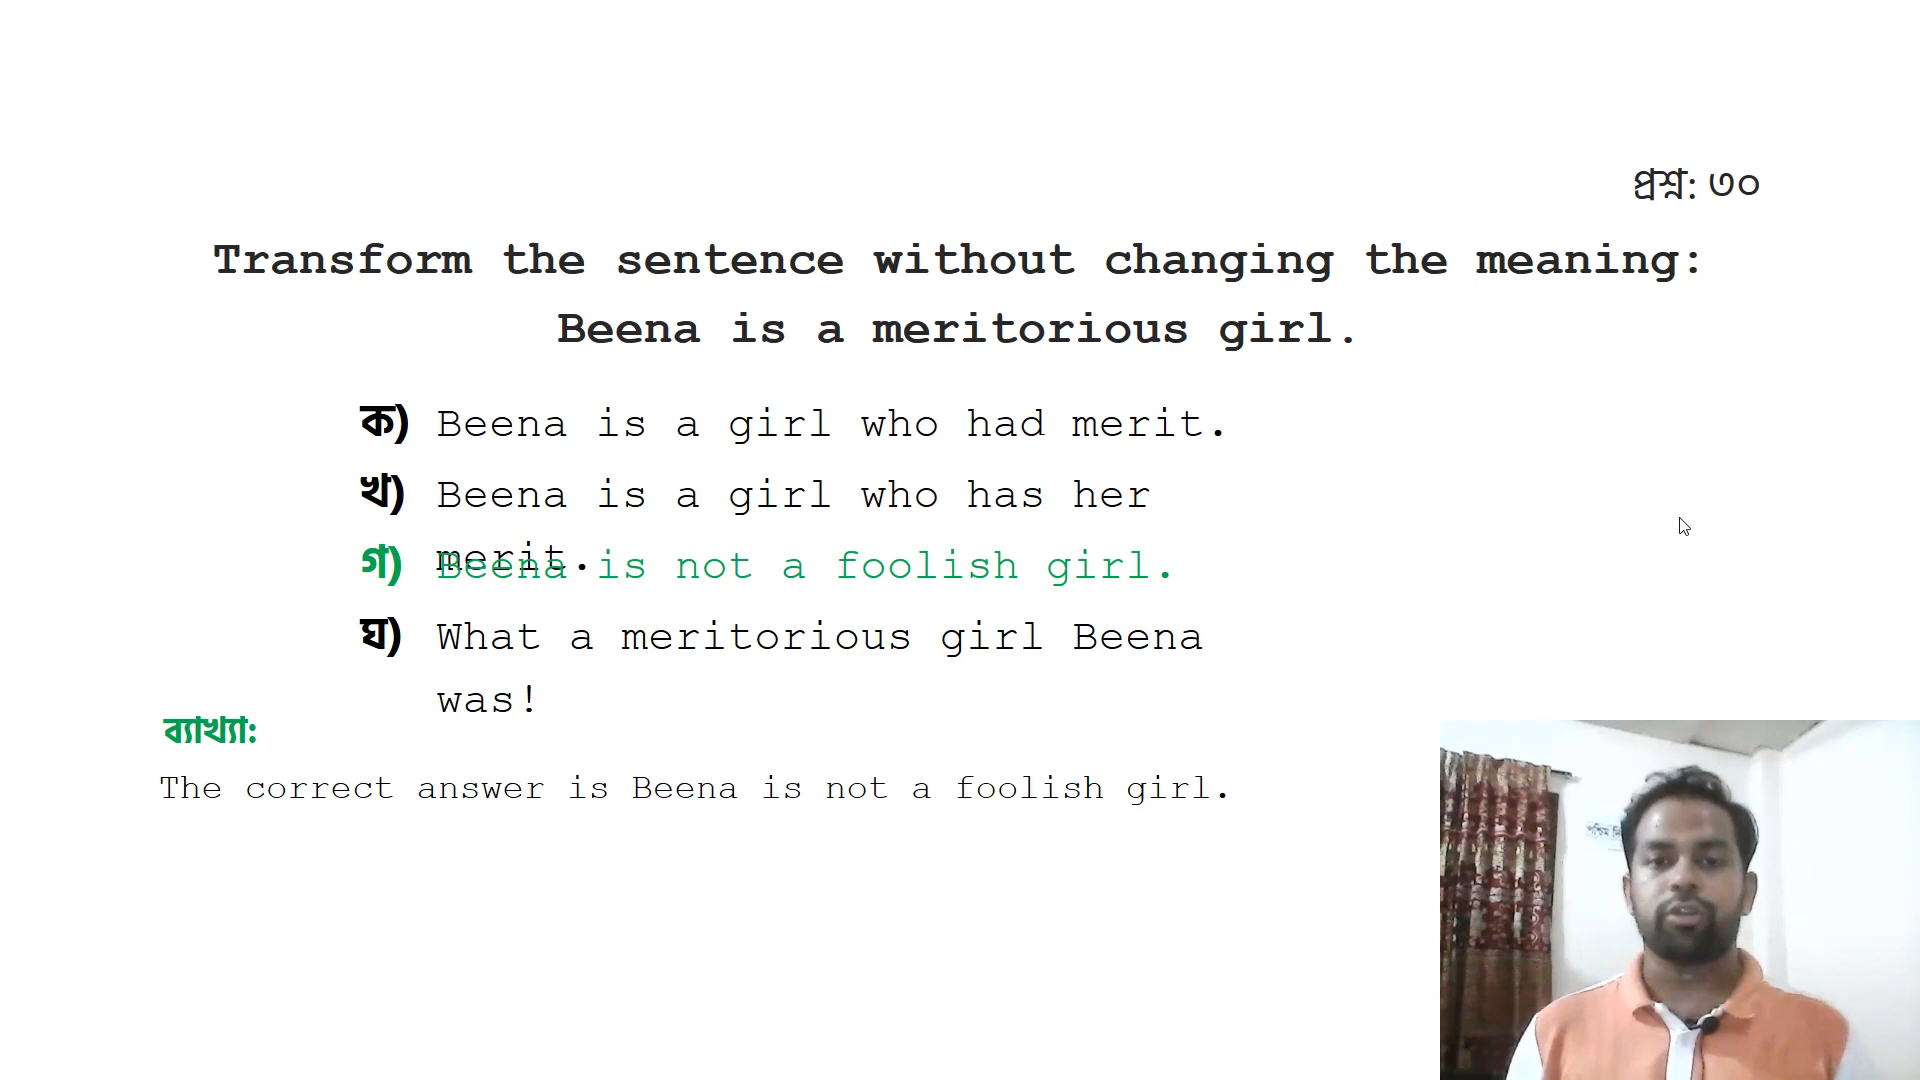 প্রশ্ন: ৩০
Transform the sentence without changing the meaning:
Beena is a meritorious girl.
ক) Beena is a girl who had merit.
খ) Beena is a girl who has her
merit.
গ) Beena is not a foolish girl.
ঘ) What a meritorious girl Beena
was!
ব্যাখ্যা:
The correct answer is Beena is not a foolish girl.